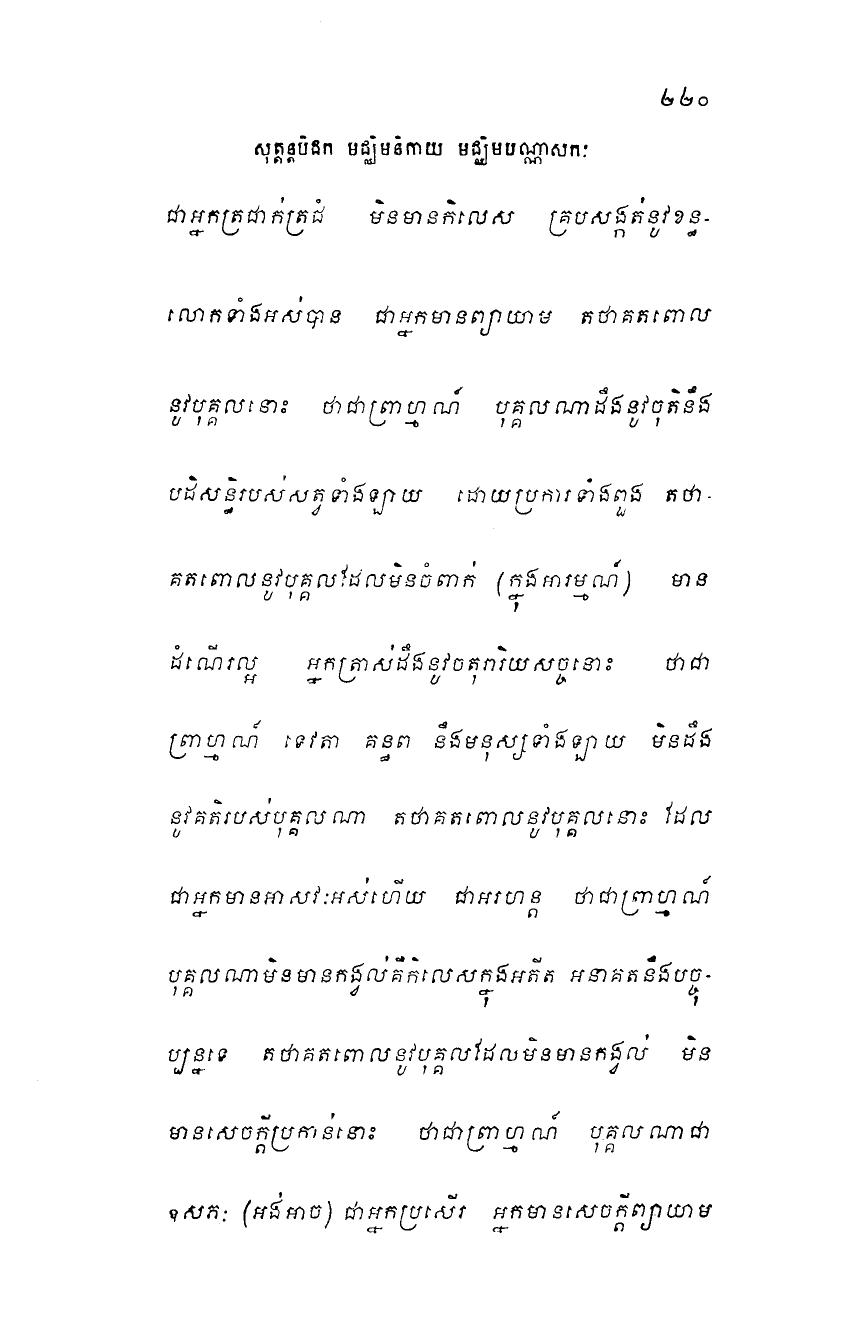 ២២០
សុត្តន្តបិដក មជ្ឈិមនិកាយ មជ្ឈិមបណ្ណាសកៈ
ជាអ្នកត្រជាក់ត្រជំ មិនមានកិលេស គ្របសង្កត់នូវខន្ធ-
លោកទាំងអស់បាន ជាអ្នកមានព្យាយាម តថាគតពោល
នូវបុគ្គលនោះ ថាជាព្រាហ្មណ៍ បុគ្គលណាដឹងនូវចុតិនឹង
បដិសន្ធិរបស់សត្វទាំងឡាយ ដោយប្រការទាំងពួង តថា-
គតពោលនូវបុគ្គលដែលមិនចំពាក់ (ក្នុងអារម្មណ៍) មាន
ដំណើរល្អ អ្នកត្រាស់ដឹងនូវចតុរារិយសច្ចនោះ ថាជា
ព្រាហ្មណ៍ ទេវតា គន្ធព នឹងមនុស្សទាំងឡាយ មិនដឹង
នូវគតិរបស់បុគ្គលណា តថាគតពោលនូវបុគ្គលនោះ ដែល
ជាអ្នកមានអាសវៈអស់ហើយ ជាអរហន្ត ថាជាព្រាហ្មណ៍
បុគ្គលណាមិនមានកង្វល់គឺកិលេសក្នុងអតីត អនាគតនឹងបច្ចុ-
ប្បន្នទេ តថាគតពោលនូវបុគ្គលដែលមិនមានកង្វល់ មិន
មានសេចក្តីប្រកាន់នោះ ថាជាព្រាហ្មណ៍ បុគ្គលណាជា
ឧសភៈ (អង់អាច) ជាអ្នកប្រសើរ អ្នកមានសេចក្តីព្យាយាម